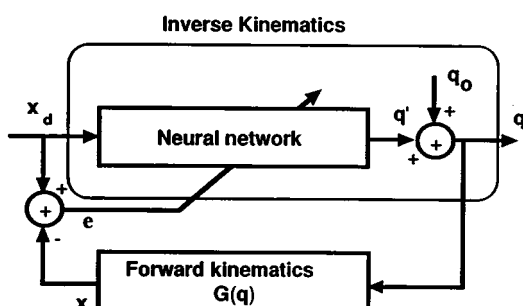 Inverse Kinematics
x d
Neural network
q'
q o
+
+
+
q
+
+
e
-
x
Forward kinematics
G(q)